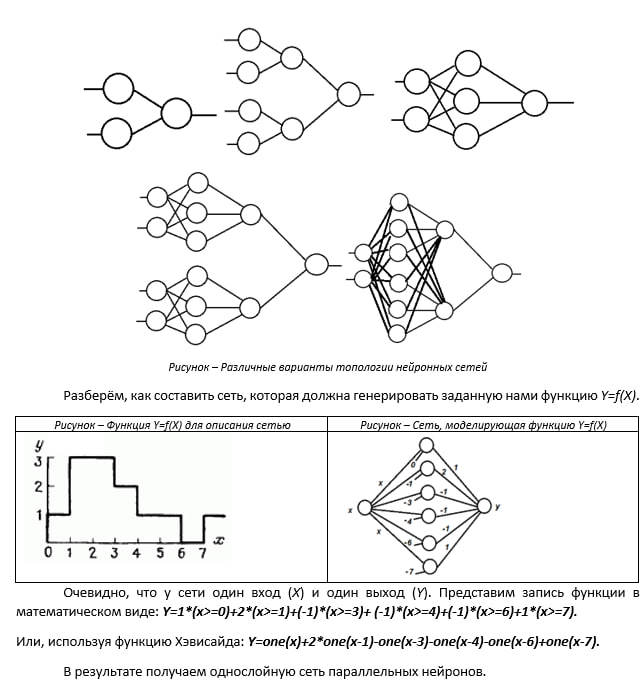 Рисунок – Различные варианты топологии нейронных сетей
Разберём, как составить сеть, которая должна генерировать заданную нами функцию Y=f(X).
Рисунок – Функция Y=f(X) для описания сетью
Рисунок – Сеть, моделирующая функцию Y=f(X)
y
3
2
1
0 1 2 3 4 5 6 7 x
0 1
x -1 2
-3 -1
x y
-4 -1
x -1
-6 1
-7
Очевидно, что у сети один вход (X) и один выход (Y). Представим запись функции в
математическом виде: Y=1*(x>=0)+2*(x>=1)+(-1)*(x>=3)+ (-1)*(x>=4)+(-1)*(x>=6)+1*(x>=7).
Или, используя функцию Хэвисайда: Y=one(x)+2*one(x-1)-one(x-3)-one(x-4)-one(x-6)+one(x-7).
В результате получаем однослойную сеть параллельных нейронов.